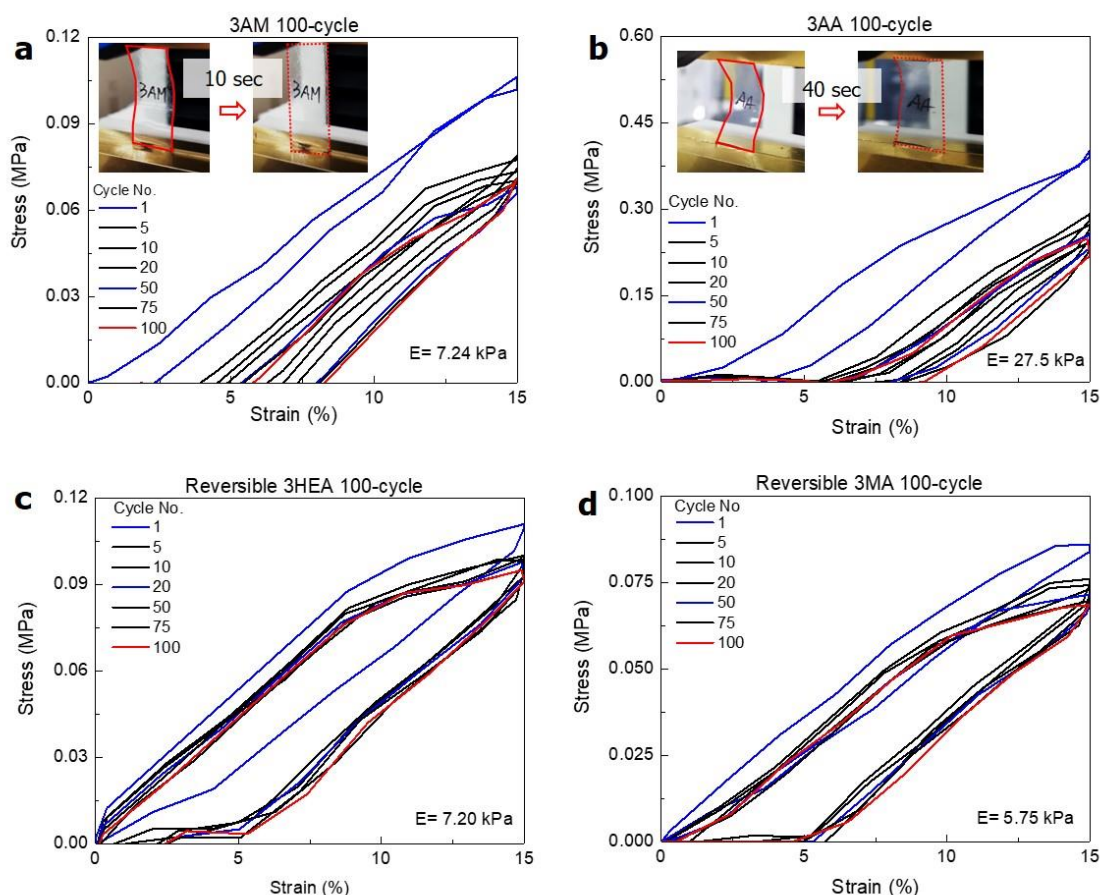 a
3AM 100-cycle
0.12
0.09
0.06
0.03
0.00
Stress (MPa)
3AM
10 sec
3AM
Cycle No.
1
5
10
20
50
75
100
E= 7.24 kPa
0 5 10 15
Strain (%)
b
3AA 100-cycle
0.60
0.45
0.30
0.15
0.00
Stress (MPa)
AA
40 sec
AA
Cycle No.
1
5
10
20
50
75
100
E= 27.5 kPa
0 5 10 15
Strain (%)
c
Reversible 3HEA 100-cycle
0.12
0.09
0.06
0.03
0.00
Stress (MPa)
Cycle No.
1
5
10
20
50
75
100
E= 7.20 kPa
0 5 10 15
Strain (%)
d
Reversible 3MA 100-cycle
0.100
0.075
0.050
0.025
0.000
Stress (MPa)
Cycle No
1
5
10
20
50
75
100
E= 5.75 kPa
0 5 10 15
Strain (%)